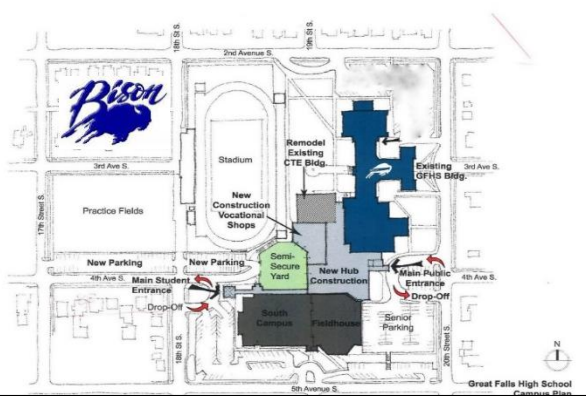 18th St S.
19th St S.
2nd Avenue S.
Bison
Stadium
Remodel
Existing
CTE Bldg.
3rd Ave S.
Existing
GFHS Bldg.
3rd Ave S.
New
Construction
Vocational
Shops
Practice Fields
17th Street S.
New Parking
New Parking
Semi-
Secure
Yard
New Hub
Construction
4th Ave S.
Main Student
Entrance
Main Public
Entrance
Drop-Off
Drop-Off
South
Campus
Fieldhouse
Senior
Parking
18th St S.
20th Street S.
N
5th Avenue S.
Great Falls High School
Campus Plan